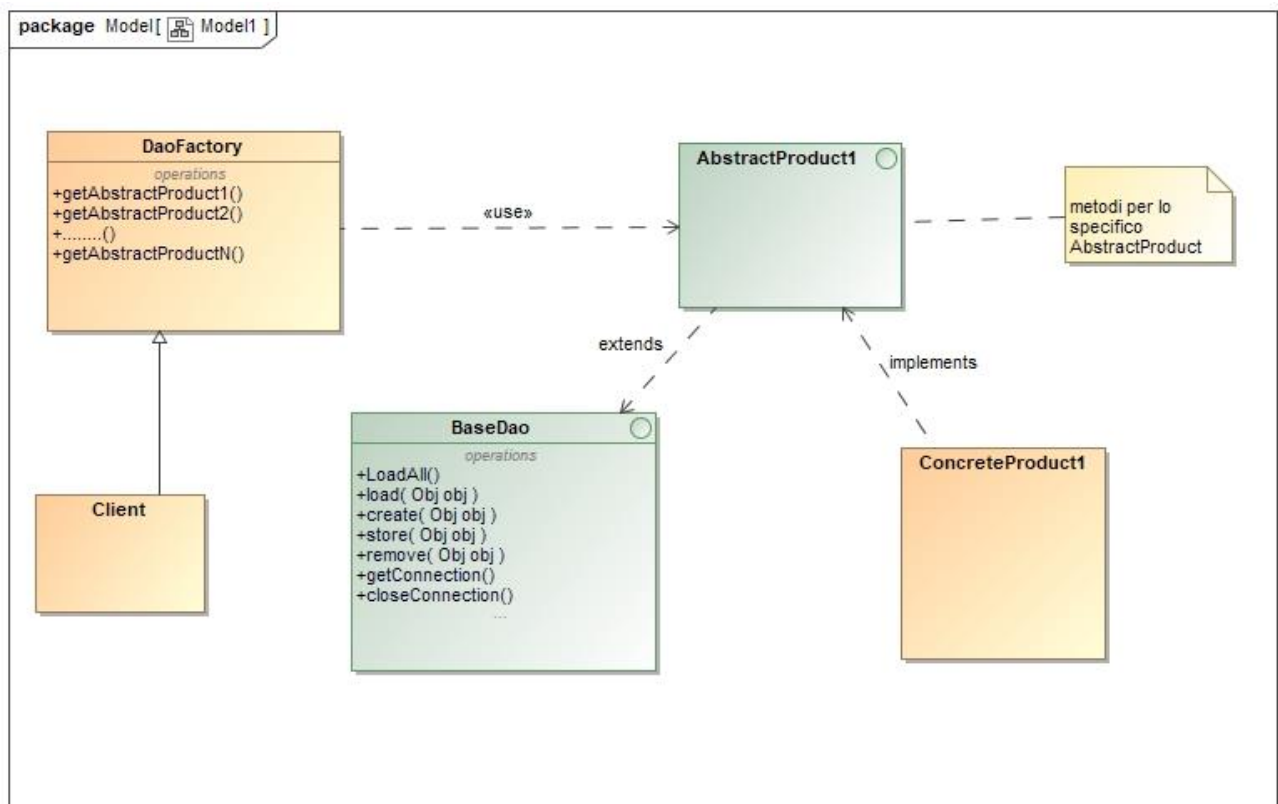 package Model[ Model1 ]
DaoFactory
operations
+getAbstractProduct1()
+getAbstractProduct2()
+........()
+getAbstractProductN()
«use»
AbstractProduct1
metodi per lo
specifico
AbstractProduct
extends
implements
BaseDao
operations
+LoadAll()
+load( Obj obj )
+create( Obj obj )
+store( Obj obj )
+remove( Obj obj )
+getConnection()
+closeConnection()
...
Client
ConcreteProduct1